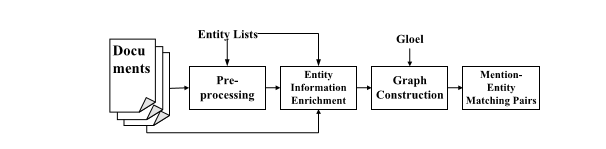 Entity Lists
Gloel
Docu
ments
Pre-
processing
Entity
Information
Enrichment
Graph
Construction
Mention-
Entity
Matching Pairs